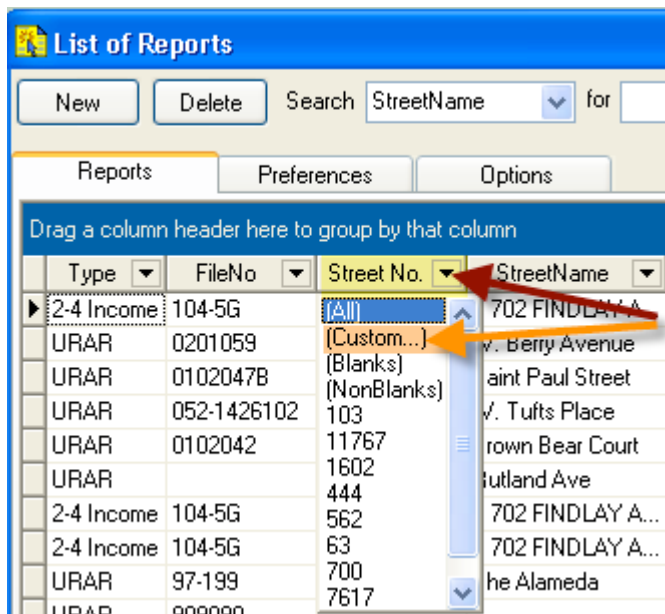 List of Reports
New Delete Search StreetName for
Reports Preferences Options
Drag a column header here to group by that column
Type FileNo Street No. StreetName
2-4 Income 104-5G (All) 702 FINDLAY A...
URAR 0201059 (Custom...) Berry Avenue
URAR 0102047B (Blanks) aint Paul Street
(NonBlanks)
URAR 052-1426102 103 Tufts Place
URAR 0102042 11767 rown Bear Court
1602
URAR 444 utland Ave
2-4 Income 104-5G 562 702 FINDLAY A...
2-4 Income 104-5G 63 702 FINDLAY A...
URAR 97-199 700 he Alameda
7617
URAR